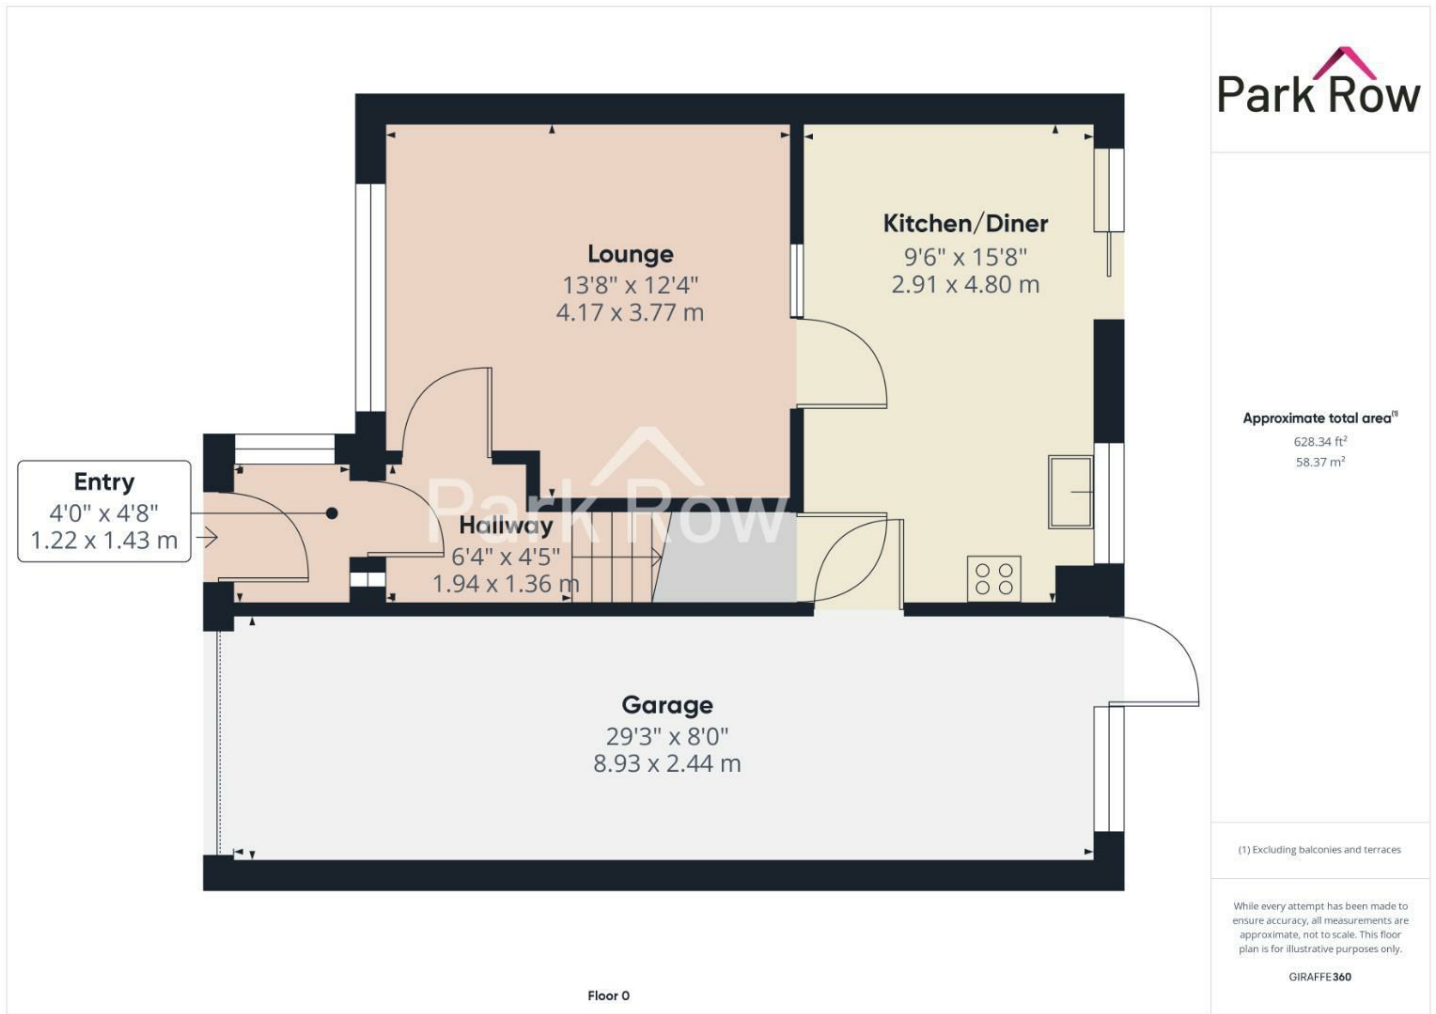 Park Row
Lounge
13'8" x 12'4"
4.17 x 3.77 m
Kitchen/Diner
9'6" x 15'8"
2.91 x 4.80 m
Entry
4'0" x 4'8"
1.22 x 1.43 m
Park Row
Hallway
6'4" x 4'5"
1.94 x 1.36 m
Garage
29'3" x 8'0"
8.93 x 2.44 m
Floor 0
Approximate total area⁽¹⁾
628.34 ft²
58.37 m²
(1) Excluding balconies and terraces
While every attempt has been made to
ensure accuracy, all measurements are
approximate, not to scale. This floor
plan is for illustrative purposes only.
GIRAFFE360